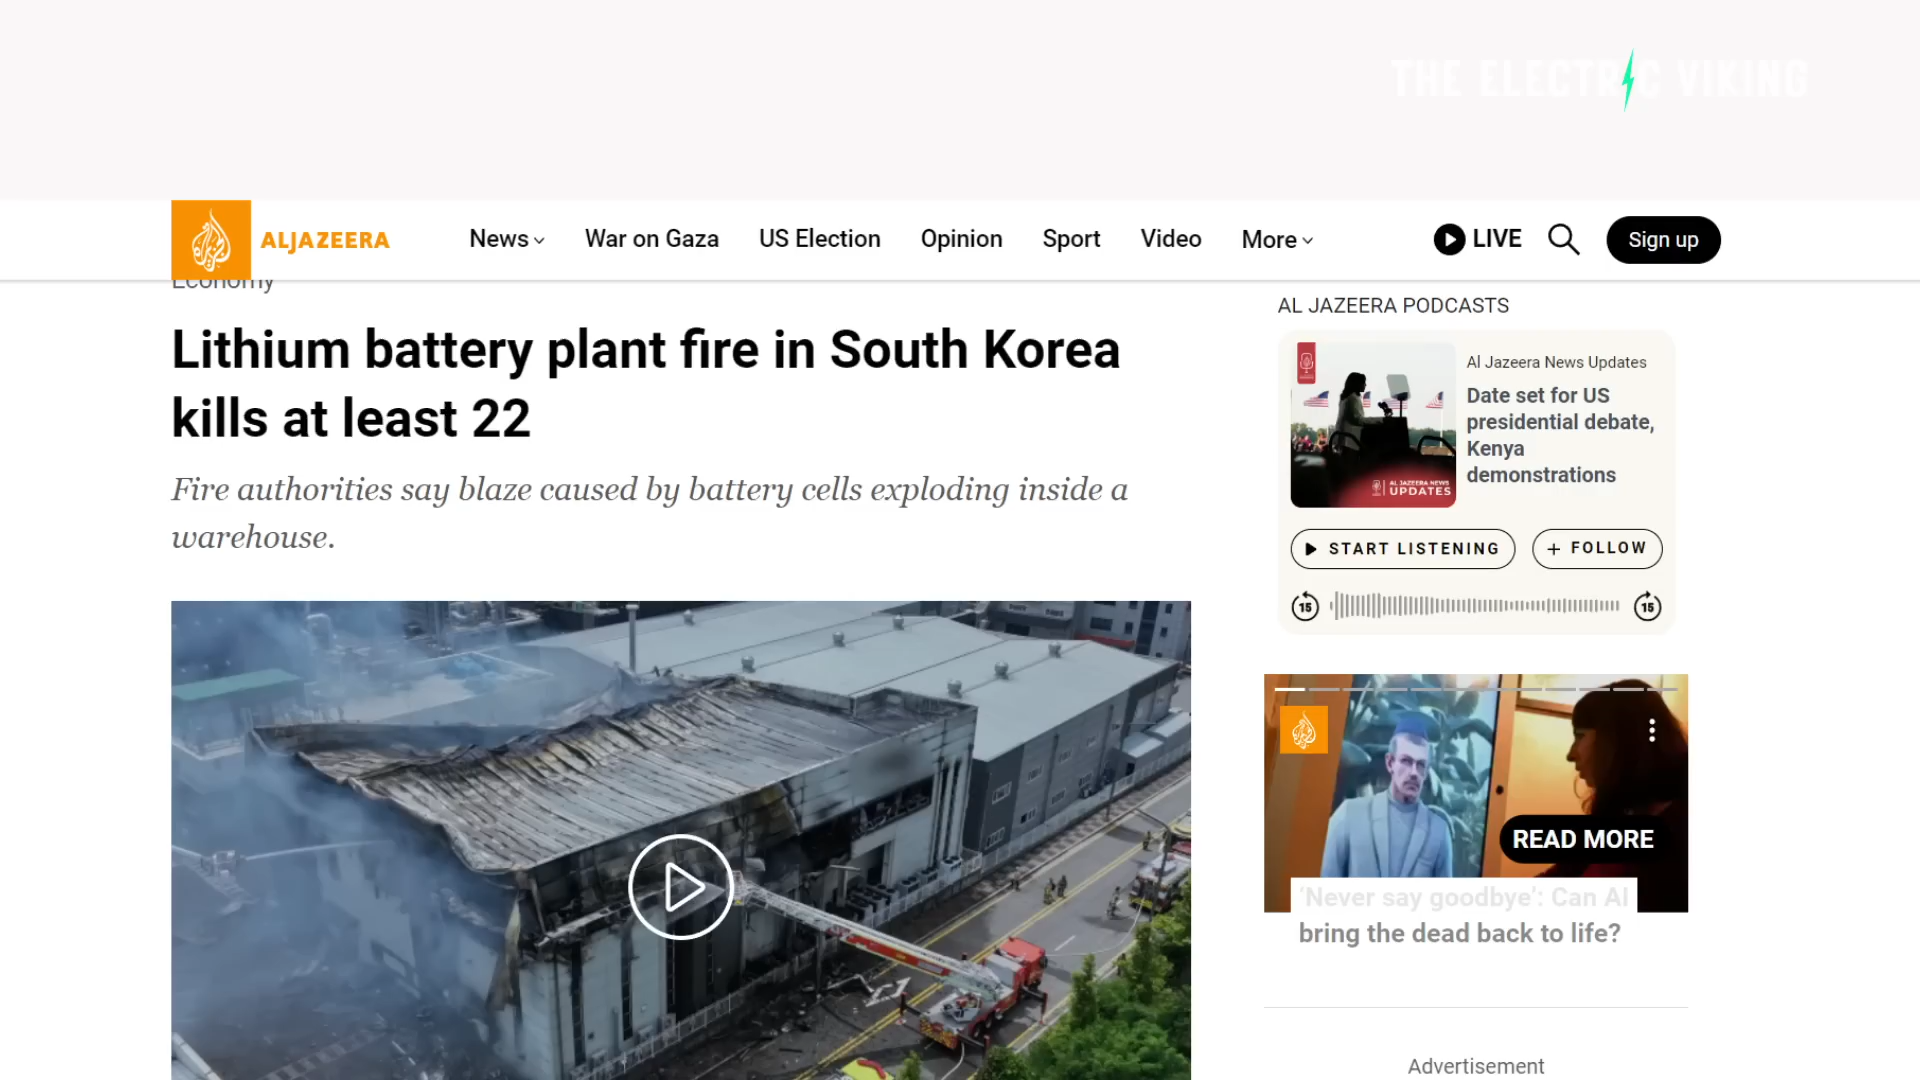 THE ELECTRIC VIKING
ALJAZEERA
News
War on Gaza
US Election
Opinion
Sport
Video
More
LIVE
Sign up
Economy
Lithium battery plant fire in South Korea
kills at least 22
Fire authorities say blaze caused by battery cells exploding inside a
warehouse.
AL JAZEERA PODCASTS
Al Jazeera News Updates
Date set for US
presidential debate,
Kenya
demonstrations
AL JAZEERA NEWS
UPDATES
START LISTENING
+ FOLLOW
15
15
READ MORE
‘Never say goodbye’: Can AI
bring the dead back to life?
Advertisement